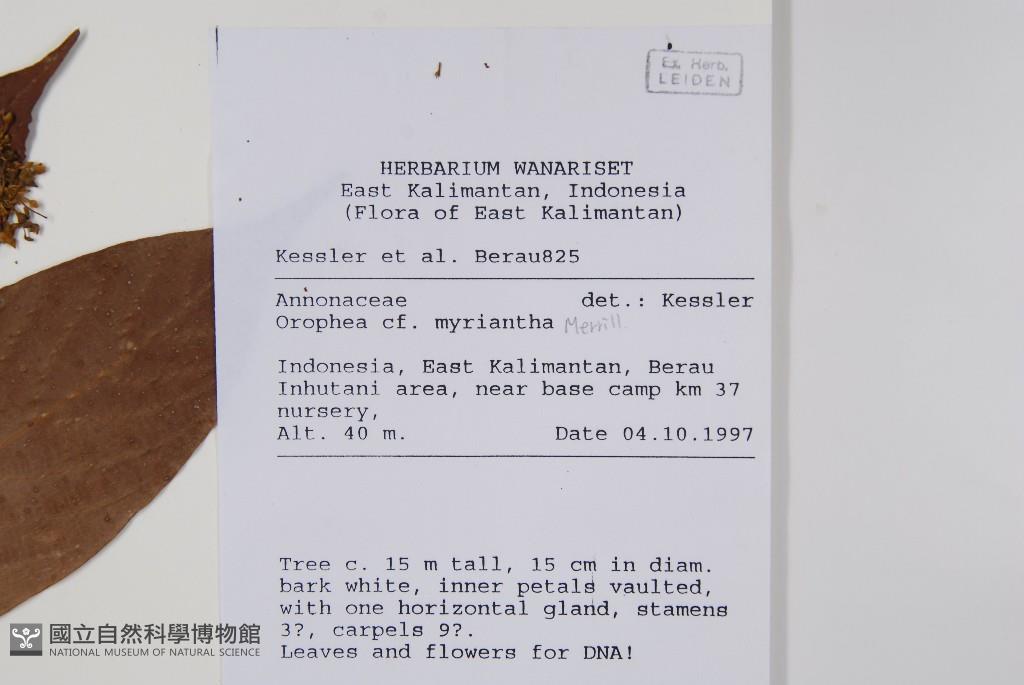 Ex. Herb.
LEIDEN
HERBARIUM WANARISET
East Kalimantan, Indonesia
(Flora of East Kalimantan)
Kessler et al. Berau825
Annonaceae det.: Kessler
Orophea cf. myriantha Merrill.
Indonesia, East Kalimantan, Berau
Inhutani area, near base camp km 37
nursery,
Alt. 40 m. Date 04.10.1997
Tree c. 15 m tall, 15 cm in diam.
bark white, inner petals vaulted,
with one horizontal gland, stamens
3?, carpels 9?.
Leaves and flowers for DNA!
國立自然科學博物館
NATIONAL MUSEUM OF NATURAL SCIENCE